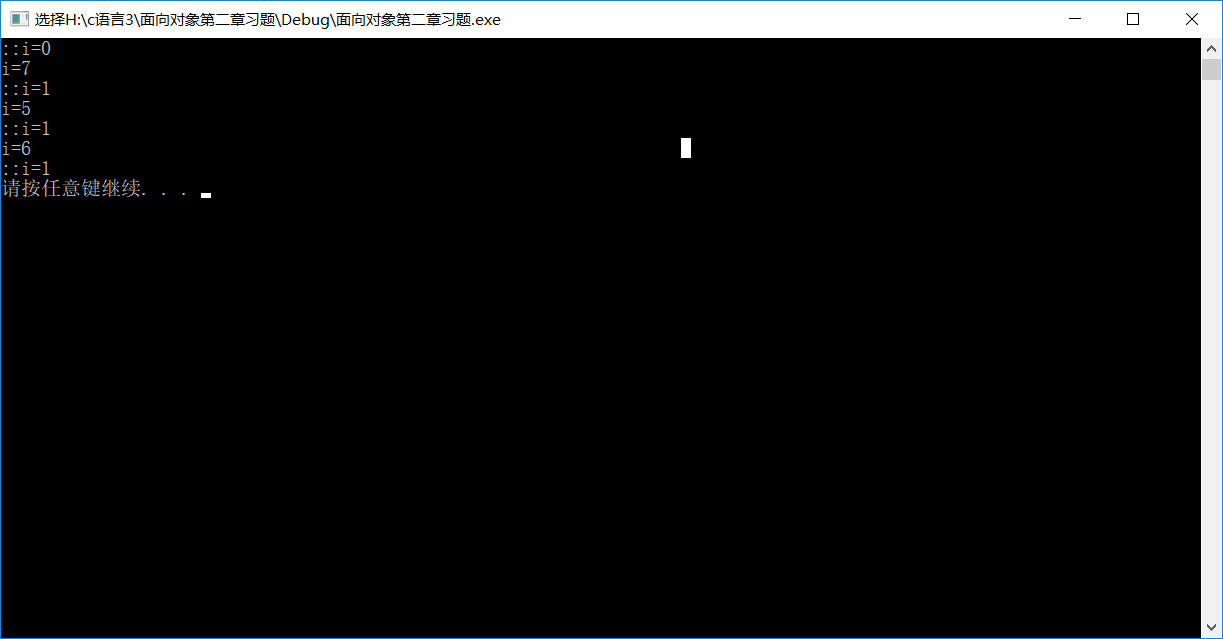 选择H:\c语言3\面向对象第二章习题\Debug\面向对象第二章习题.exe
::i=0
i=7
::i=1
i=5
::i=1
i=6
::i=1
请按任意键继续. . .